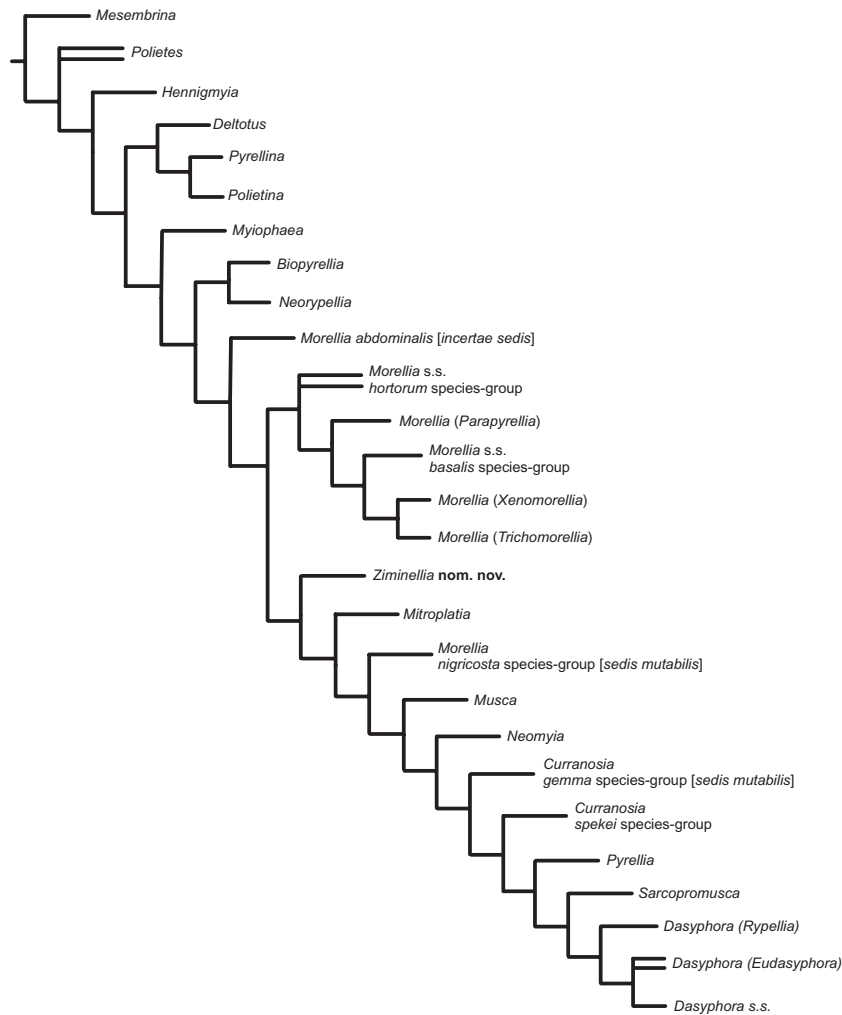 Mesembrina
Polietes
Hennigmyia
Deltotus
Pyrellina
Polietina
Myiophaea
Biopyrellia
Neorypellia
Morellia abdominalis [incertae sedis]
Morellia s.s.
hortorum species-group
Morellia (Parapyrellia)
Morellia s.s.
basalis species-group
Morellia (Xenomorellia)
Morellia (Trichomorellia)
Ziminellia nom. nov.
Mitroplatia
Morellia
nigricosta species-group [sedis mutabilis]
Musca
Neomyia
Curranosia
gemma species-group [sedis mutabilis]
Curranosia
spekei species-group
Pyrellia
Sarcopromusca
Dasyphora (Rypellia)
Dasyphora (Eudasyphora)
Dasyphora s.s.